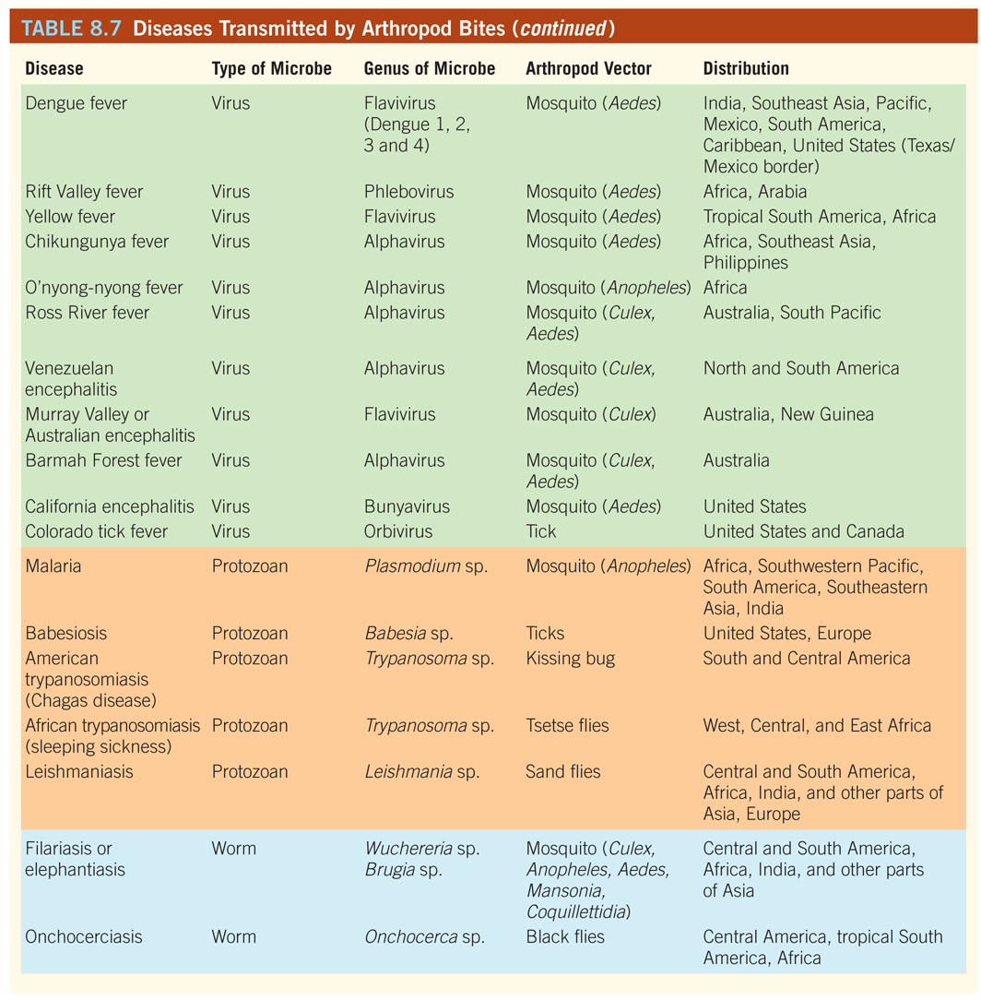 TABLE 8.7 Diseases Transmitted by Arthropod Bites (continued)
Disease Type of Microbe Genus of Microbe Arthropod Vector Distribution
Dengue fever Virus Flavivirus Mosquito (Aedes) India, Southeast Asia, Pacific,
(Dengue 1, 2, Mexico, South America,
3 and 4) Caribbean, United States (Texas/
Mexico border)
Rift Valley fever Virus Phlebovirus Mosquito (Aedes) Africa, Arabia
Yellow fever Virus Flavivirus Mosquito (Aedes) Tropical South America, Africa
Chikungunya fever Virus Alphavirus Mosquito (Aedes) Africa, Southeast Asia,
Philippines
O'nyong-nyong fever Virus Alphavirus Mosquito (Anopheles) Africa
Ross River fever Virus Alphavirus Mosquito (Culex, Australia, South Pacific
Aedes)
Venezuelan Virus Alphavirus Mosquito (Culex, North and South America
encephalitis Aedes)
Murray Valley or Virus Flavivirus Mosquito (Culex) Australia, New Guinea
Australian encephalitis
Barmah Forest fever Virus Alphavirus Mosquito (Culex, Australia
Aedes)
California encephalitis Virus Bunyavirus Mosquito (Aedes) United States
Colorado tick fever Virus Orbivirus Tick United States and Canada
Malaria Protozoan Plasmodium sp. Mosquito (Anopheles) Africa, Southwestern Pacific,
South America, Southeastern
Asia, India
Babesiosis Protozoan Babesia sp. Ticks United States, Europe
American Protozoan Trypanosoma sp. Kissing bug South and Central America
trypanosomiasis
(Chagas disease)
African trypanosomiasis Protozoan Trypanosoma sp. Tsetse flies West, Central, and East Africa
(sleeping sickness)
Leishmaniasis Protozoan Leishmania sp. Sand flies Central and South America,
Africa, India, and other parts of
Asia, Europe
Filariasis or Worm Wuchereria sp. Mosquito (Culex, Central and South America,
elephantiasis Brugia sp. Anopheles, Aedes, Africa, India, and other parts
Mansonia, of Asia
Coquillettidia)
Onchocerciasis Worm Onchocerca sp. Black flies Central America, tropical South
America, Africa